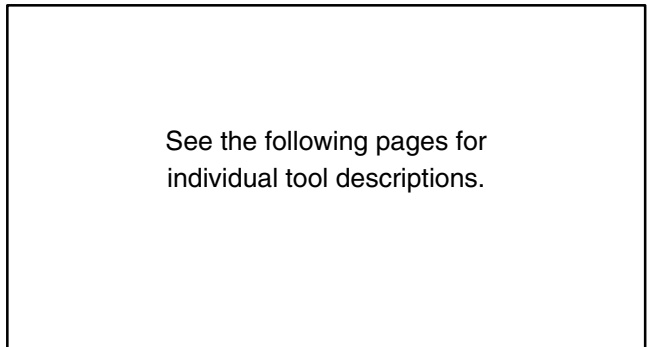 See the following pages for
individual tool descriptions.